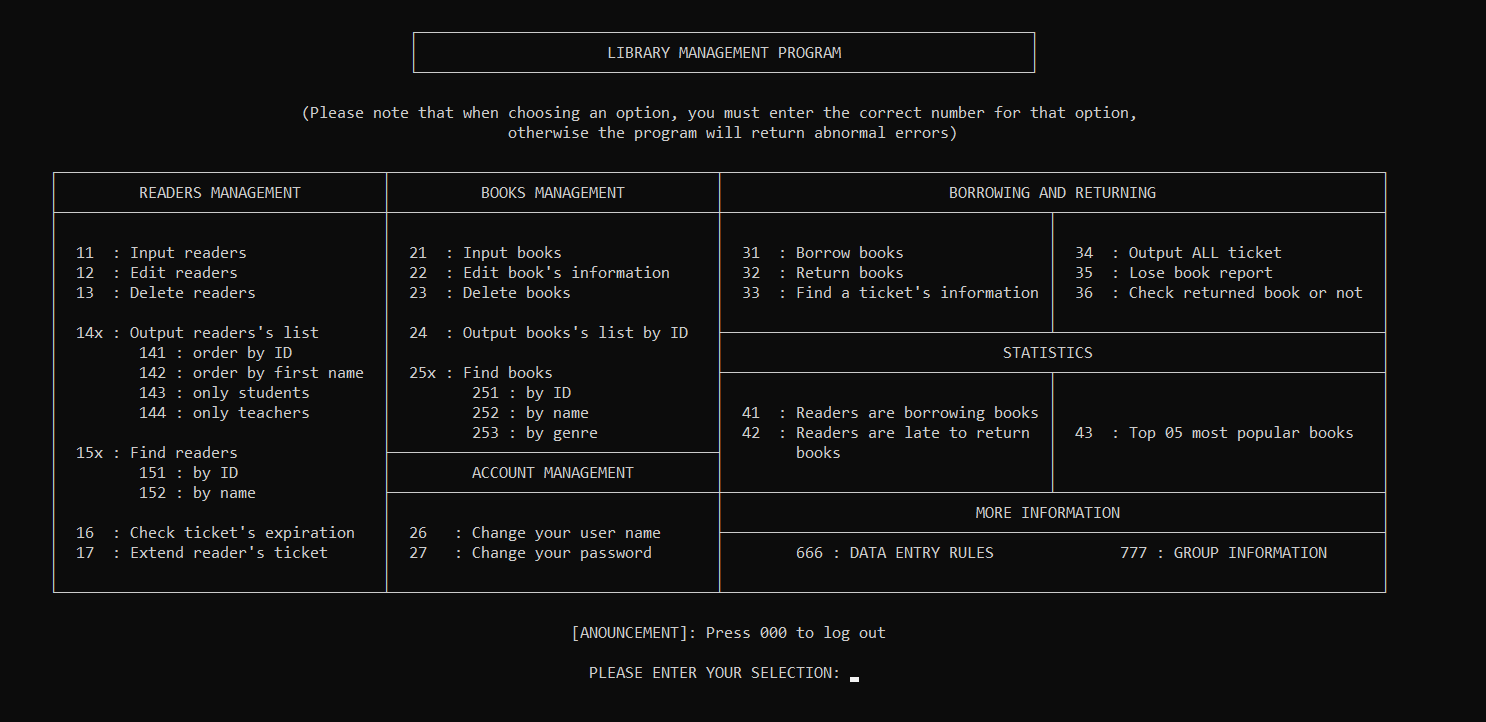 LIBRARY MANAGEMENT PROGRAM
(Please note that when choosing an option, you must enter the correct number for that option,
otherwise the program will return abnormal errors)
READERS MANAGEMENT
11 : Input readers
12 : Edit readers
13 : Delete readers
14x : Output readers's list
141 : order by ID
142 : order by first name
143 : only students
144 : only teachers
15x : Find readers
151 : by ID
152 : by name
16 : Check ticket's expiration
17 : Extend reader's ticket
BOOKS MANAGEMENT
21 : Input books
22 : Edit book's information
23 : Delete books
24 : Output books's list by ID
25x : Find books
251 : by ID
252 : by name
253 : by genre
ACCOUNT MANAGEMENT
26 : Change your user name
27 : Change your password
BORROWING AND RETURNING
31 : Borrow books
32 : Return books
33 : Find a ticket's information
34 : Output ALL ticket
35 : Lose book report
36 : Check returned book or not
STATISTICS
41 : Readers are borrowing books
42 : Readers are late to return
books
43 : Top 05 most popular books
MORE INFORMATION
666 : DATA ENTRY RULES
777 : GROUP INFORMATION
[ANOUNCEMENT]: Press 000 to log out
PLEASE ENTER YOUR SELECTION: